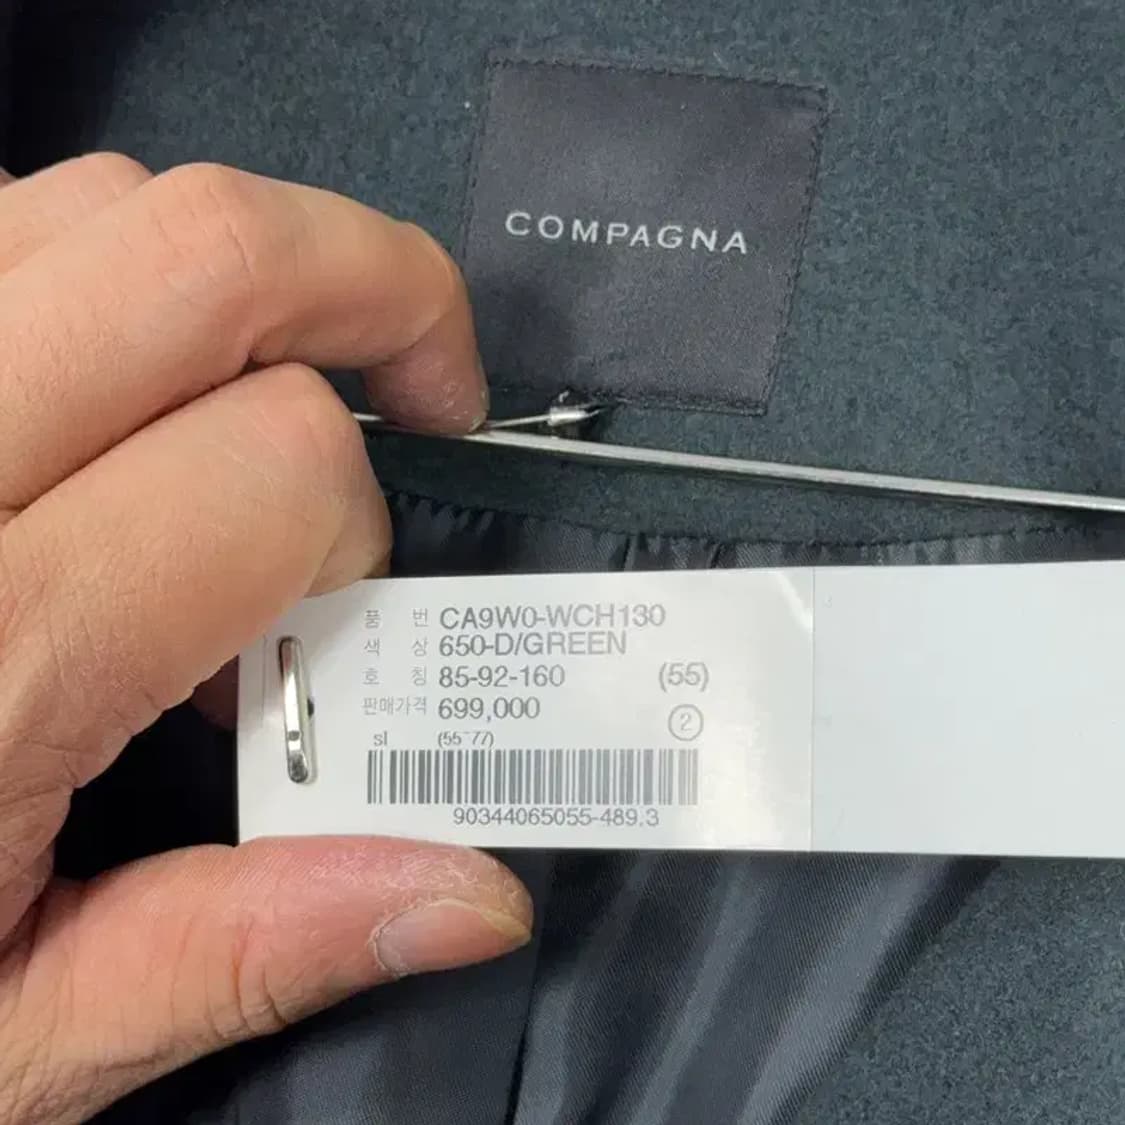 COMPAGNA
품 번 CA9W0-WCH130
색 상 650-D/GREEN
호 칭 85-92-160 (55)
판매가격 699,000 ②
sl (55~77)
90344065055-489.3